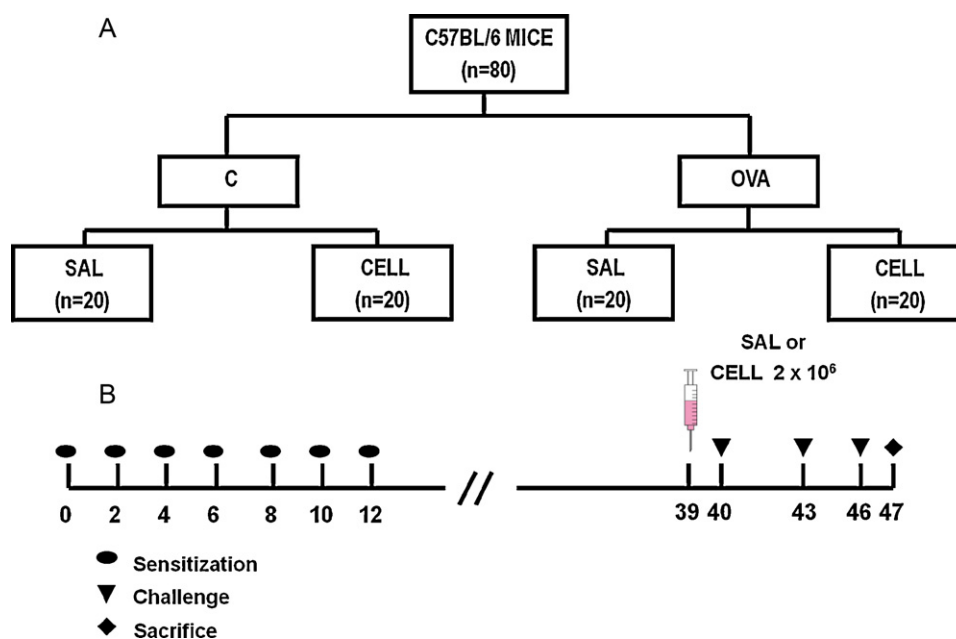 A
C57BL/6 MICE
(n=80)
C
OVA
SAL
(n=20)
CELL
(n=20)
SAL
(n=20)
CELL
(n=20)
SAL or
CELL 2 x 10⁶
B
0 2 4 6 8 10 12 // 39 40 43 46 47
Sensitization
Challenge
Sacrifice